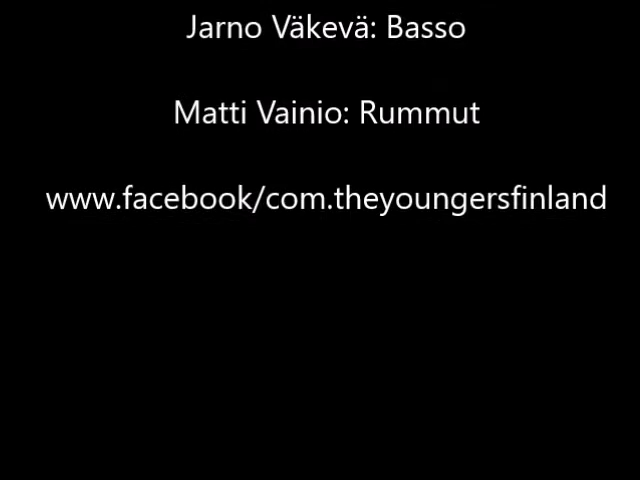 Jarno Väkevä: Basso
Matti Vainio: Rummut
www.facebook/com.theyoungersfinland